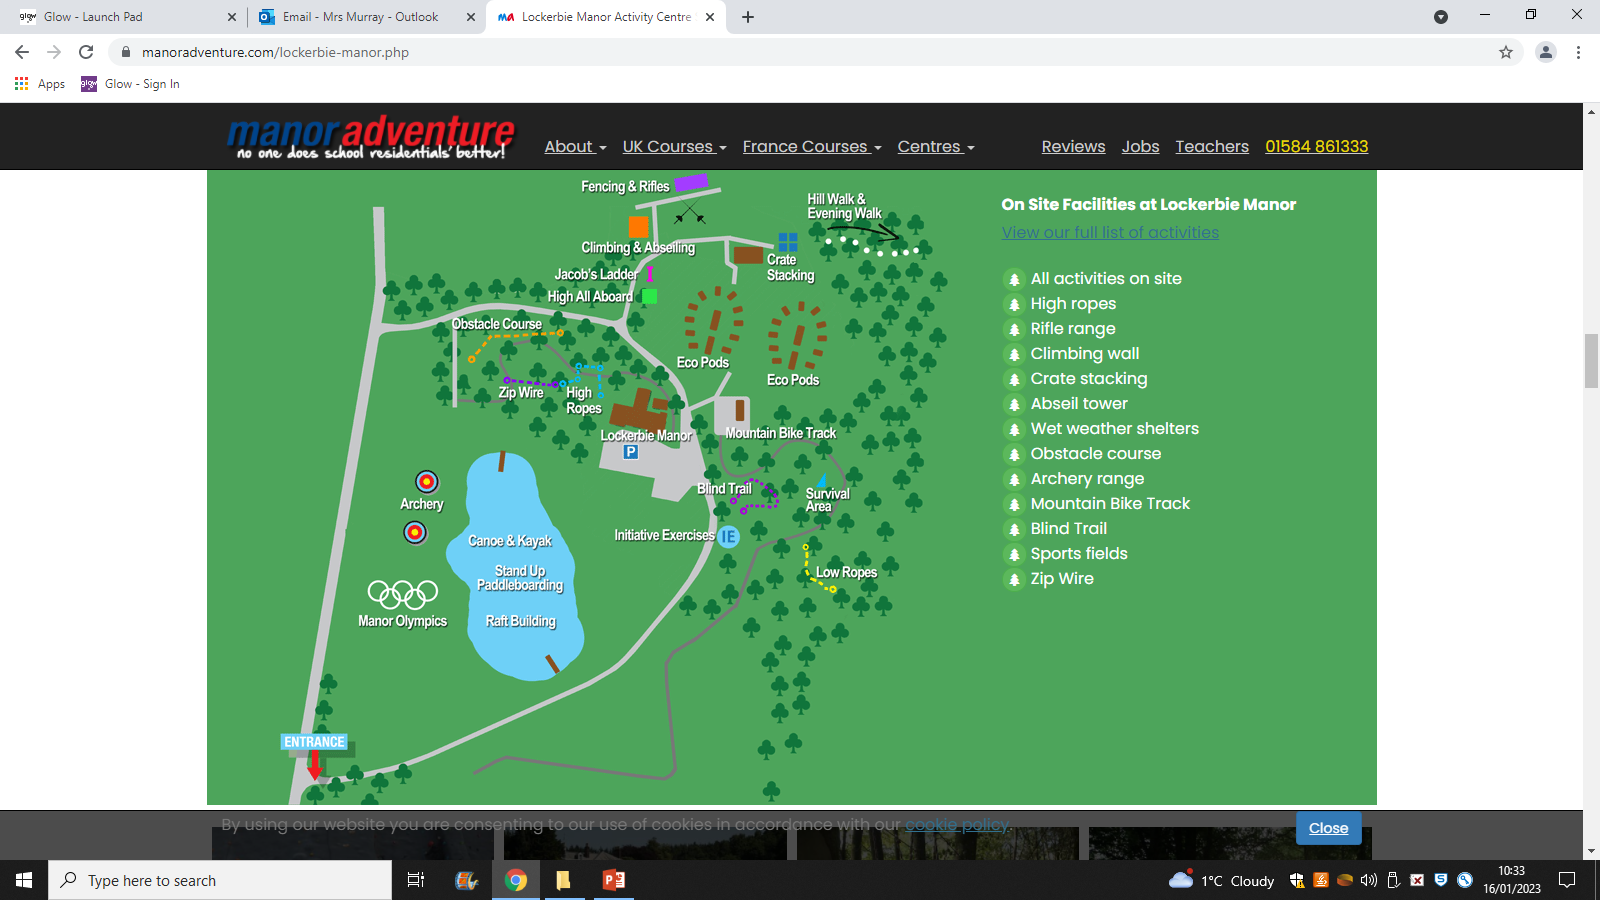 Glow - Launch Pad
Email - Mrs Murray - Outlook
Lockerbie Manor Activity Centre
manoradventure.com/lockerbie-manor.php
Apps
glow
Glow - Sign In
manor adventure
no one does school residentials better!
About
UK Courses
France Courses
Centres
Reviews
Jobs
Teachers
01584 861333
Fencing & Rifles
Hill Walk &
Evening Walk
Climbing & Abseiling
Crate
Stacking
Jacob's Ladder
High All Aboard
Obstacle Course
Eco Pods
Eco Pods
Zip Wire
High
Ropes
Lockerbie Manor
P
Mountain Bike Track
Blind Trail
Survival
Area
Archery
Initiative Exercises
IE
Canoe & Kayak
Stand Up
Paddleboarding
Raft Building
Low Ropes
Manor Olympics
ENTRANCE
On Site Facilities at Lockerbie Manor
View our full list of activities
All activities on site
High ropes
Rifle range
Climbing wall
Crate stacking
Abseil tower
Wet weather shelters
Obstacle course
Archery range
Mountain Bike Track
Blind Trail
Sports fields
Zip Wire
By using our website you are consenting to our use of cookies in accordance with our cookie policy.
Close
Type here to search
1°C Cloudy
10:33
16/01/2023